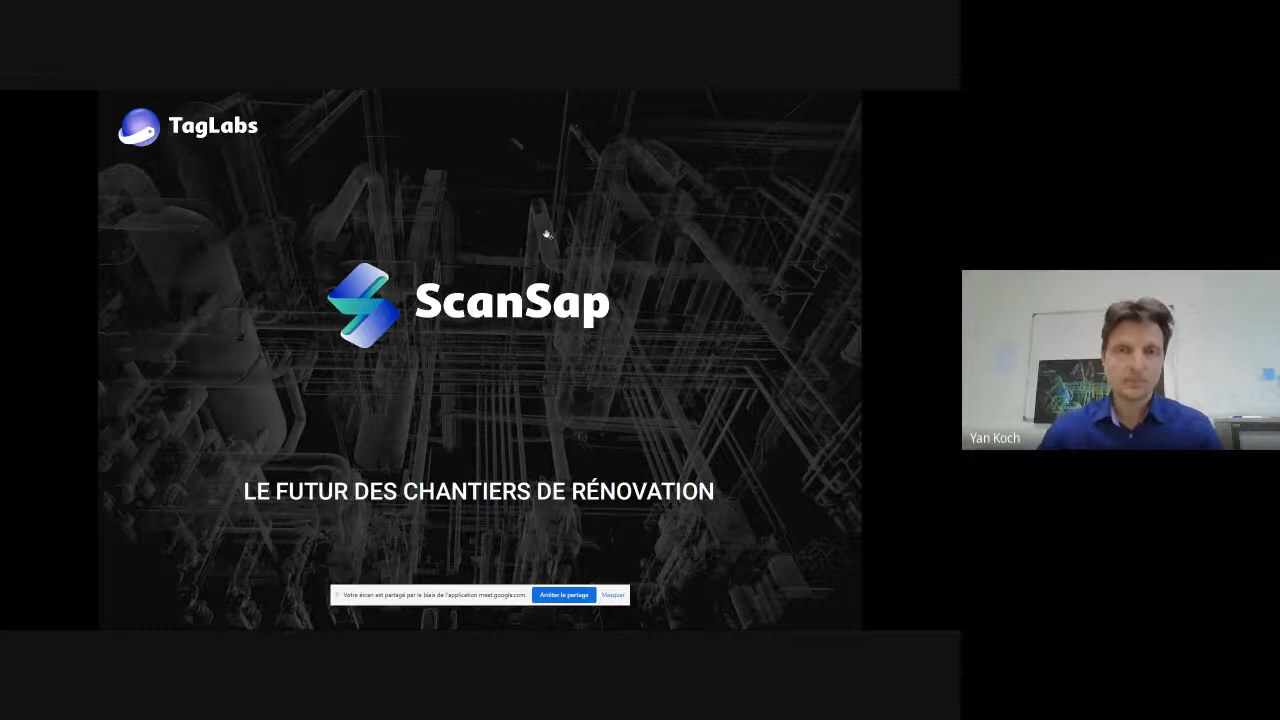 TagLabs
ScanSap
LE FUTUR DES CHANTIERS DE RÉNOVATION
Votre écran est partagé par le biais de l'application meet.google.com. Arrêter le partage Masquer
Yan Koch